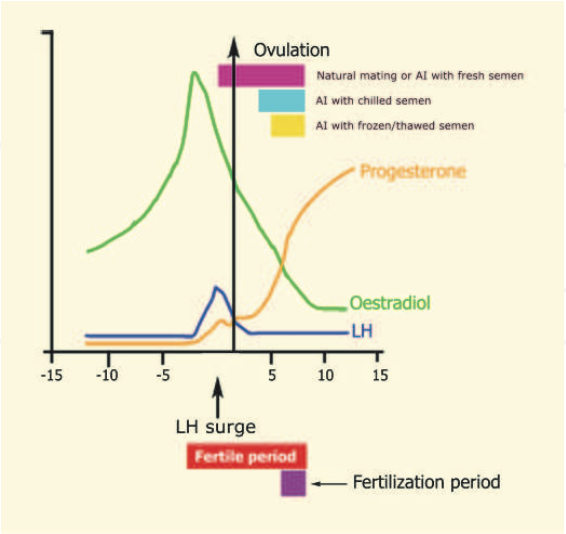 Ovulation
Natural mating or AI with fresh semen
AI with chilled semen
AI with frozen/thawed semen
Progesterone
Oestradiol
LH
-15 -10 -5 5 10 15
LH surge
Fertile period
Fertilization period